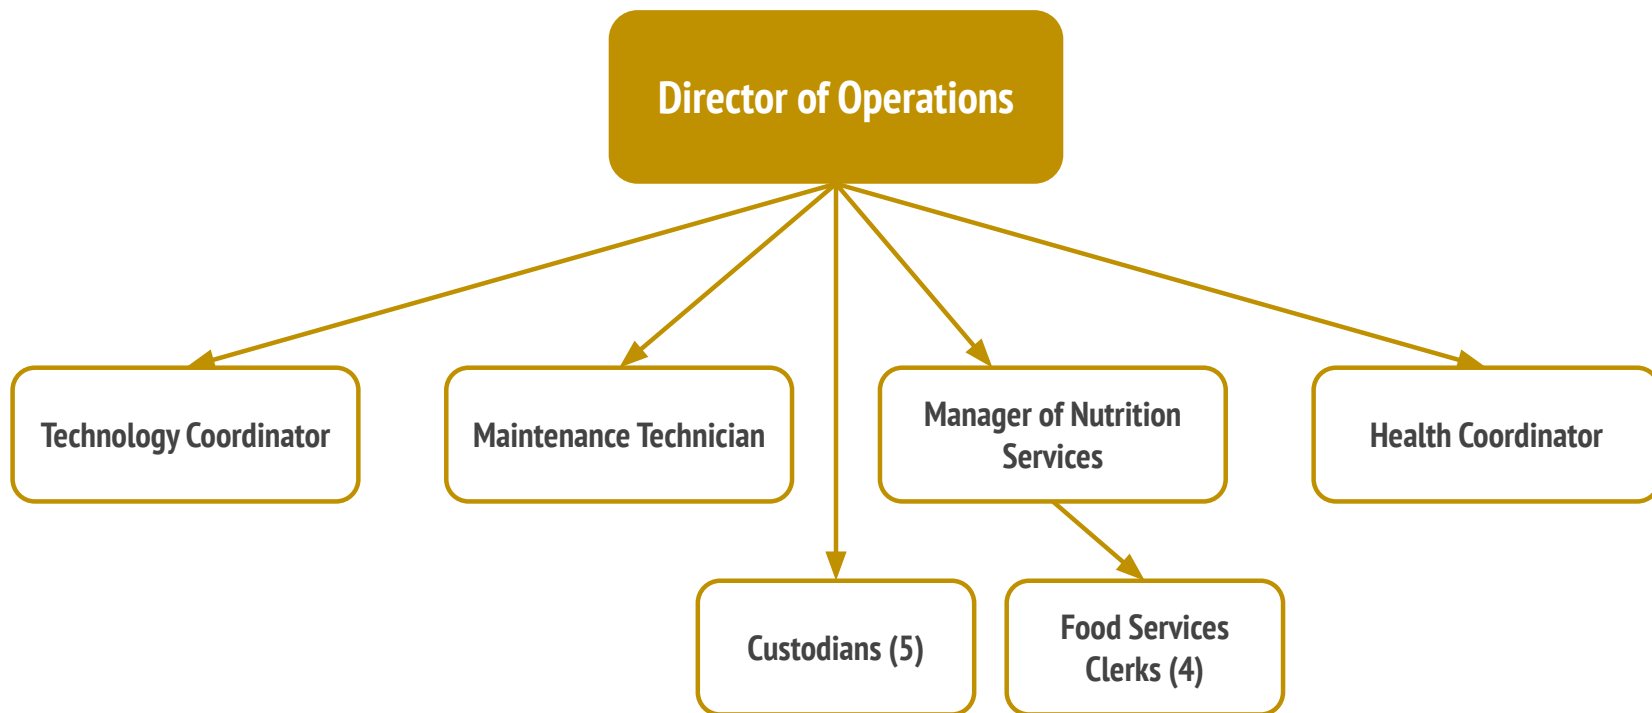 Director of Operations
Technology Coordinator
Maintenance Technician
Manager of Nutrition
Services
Health Coordinator
Custodians (5)
Food Services
Clerks (4)